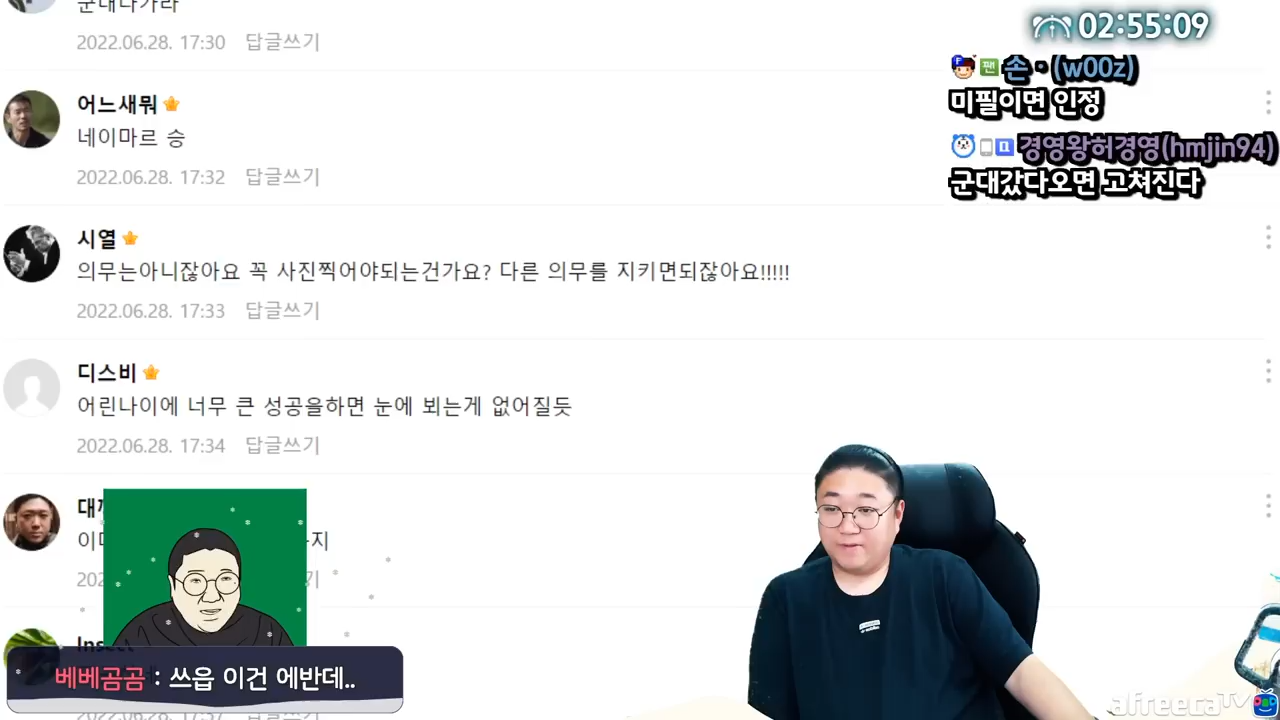 군대나가라
2022.06.28. 17:30 답글쓰기
어느새뭐
네이마르 승
2022.06.28. 17:32 답글쓰기
시열
의무는아니잖아요 꼭 사진찍어야되는건가요? 다른 의무를 지키면되잖아요!!!!!
2022.06.28. 17:33 답글쓰기
디스비
어린나이에 너무 큰 성공을하면 눈에 뵈는게 없어질듯
2022.06.28. 17:34 답글쓰기
Insect
베베곰곰 : 쓰읍 이건 에반데..
02:55:09
팬 손· (w00z)
미필이면 인정
경영왕허경영(hmjin94)
군대갔다오면 고쳐진다
afreecaTV